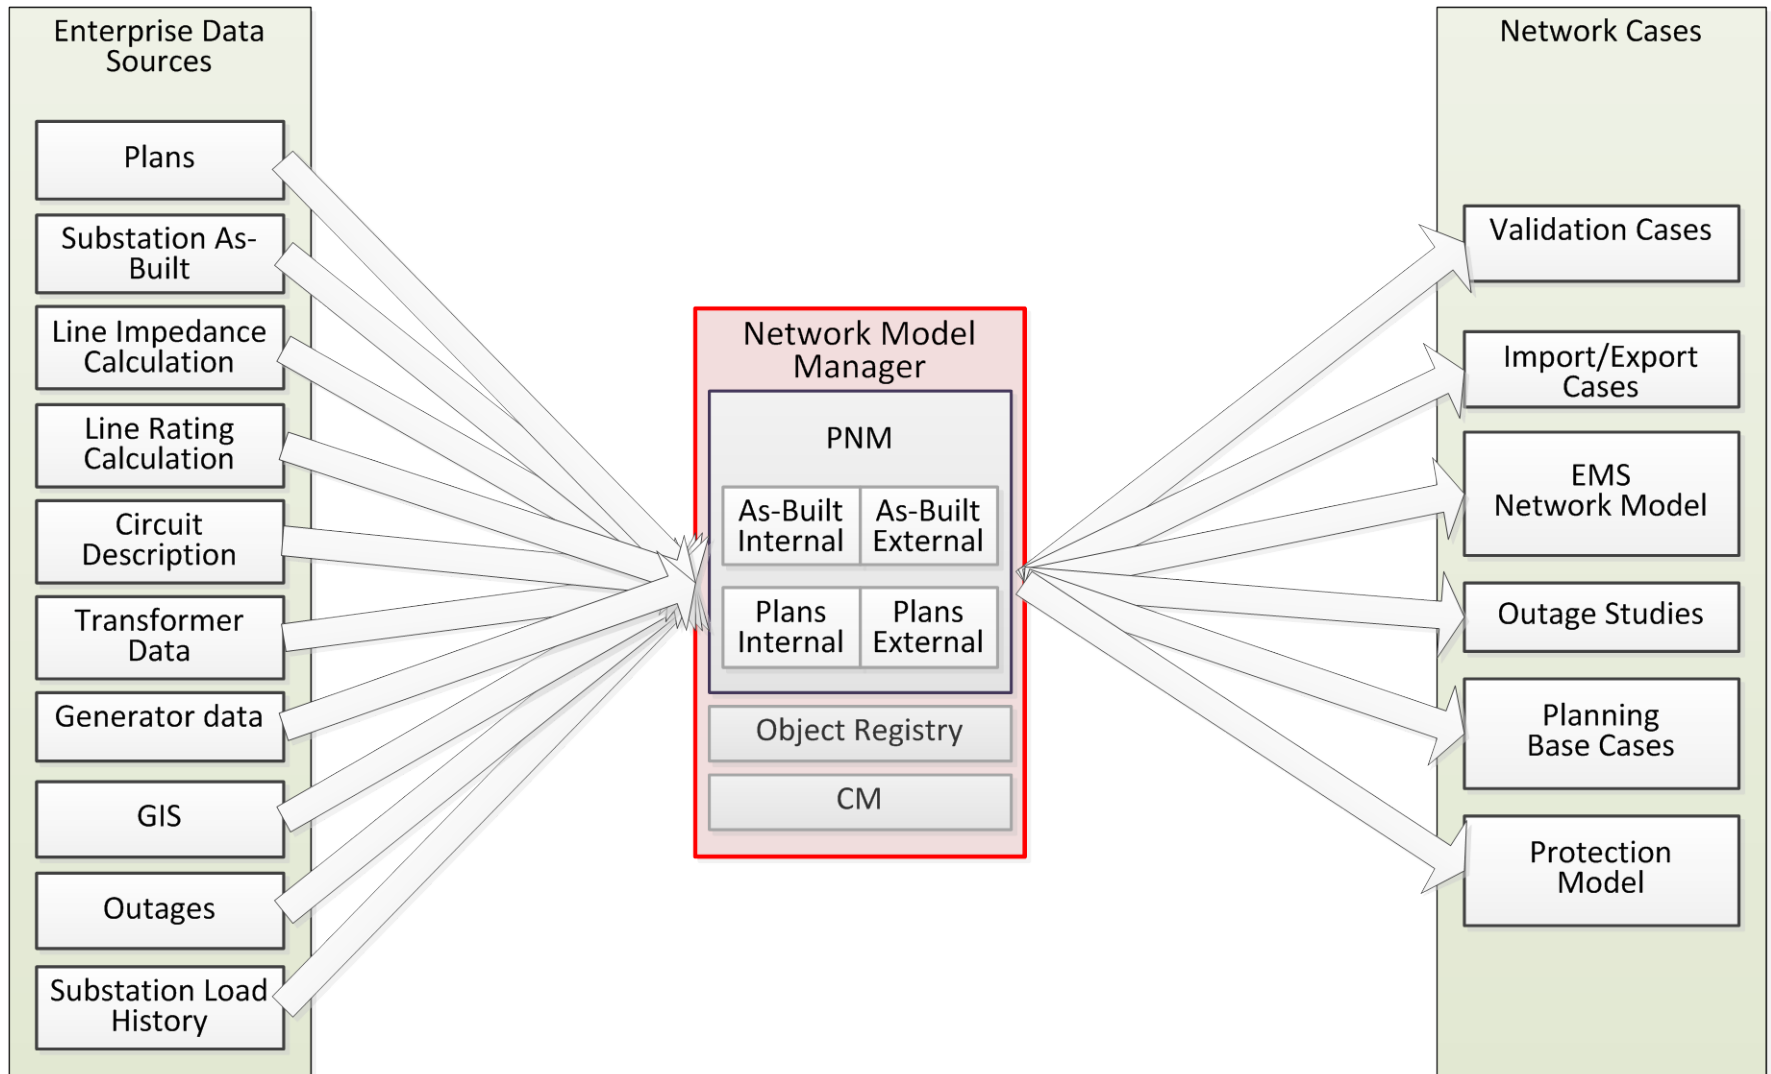 Enterprise Data
Sources
Plans
Substation As-
Built
Line Impedance
Calculation
Line Rating
Calculation
Circuit
Description
Transformer
Data
Generator data
GIS
Outages
Substation Load
History
Network Model
Manager
PNM
As-Built
Internal
As-Built
External
Plans
Internal
Plans
External
Object Registry
CM
Network Cases
Validation Cases
Import/Export
Cases
EMS
Network Model
Outage Studies
Planning
Base Cases
Protection
Model